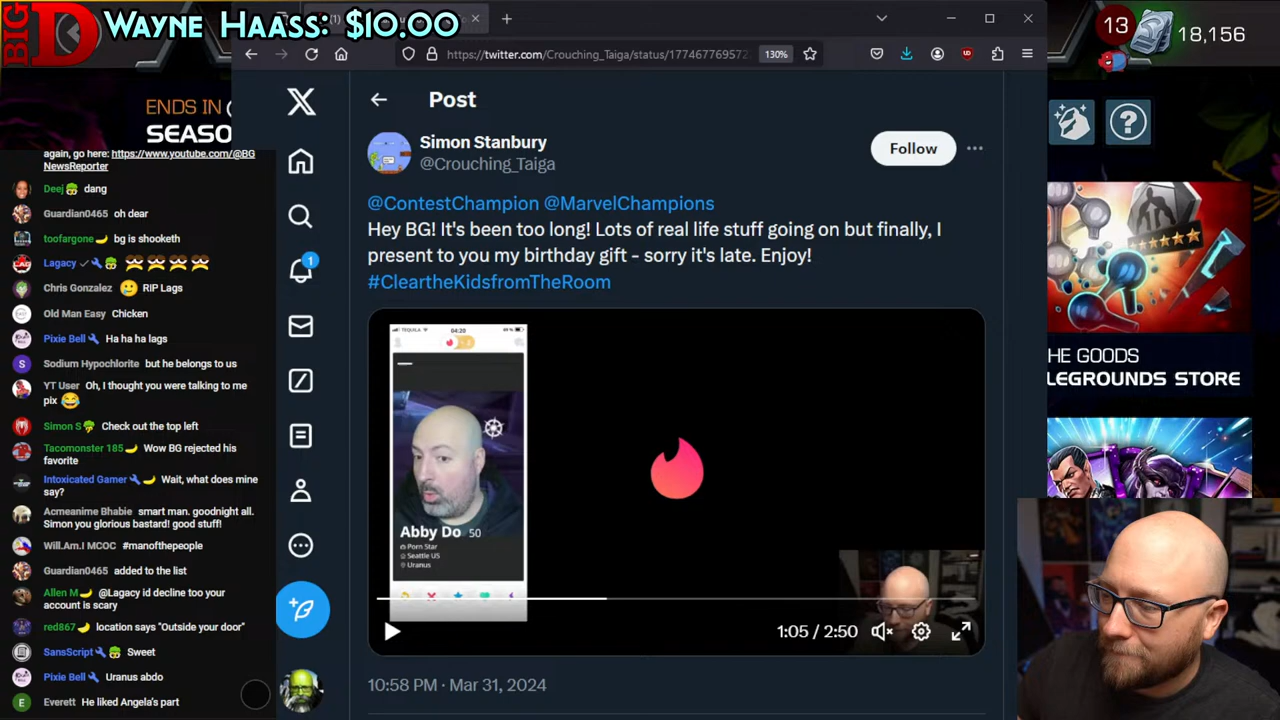 BIG
D
WAYNE HAASS: $10.00
https://twitter.com/Crouching_Taiga/status/177467769572
130%
13
18,156
ENDS IN
SEASO
again, go here: https://www.youtube.com/@BG
NewsReporter
Deej dang
Guardian0465 oh dear
toofargone bg is shooketh
Lagacy
Chris Gonzalez RIP Lags
Old Man Easy Chicken
Pixie Bell Ha ha ha lags
Sodium Hypochlorite but he belongs to us
YT User Oh, I thought you were talking to me
pix
Simon S Check out the top left
Tacomonster 185 Wow BG rejected his
favorite
Intoxicated Gamer Wait, what does mine
say?
Acmeanime Bhabie smart man. goodnight all.
Simon you glorious bastard! good stuff!
Will.Am.I MCOC #manofthepeople
Guardian0465 added to the list
Allen M @Lagacy id decline too your
account is scary
red867 location says "Outside your door"
SansScript Sweet
Pixie Bell Uranus abdo
Everett He liked Angela's part
1
Post
Simon Stanbury
@Crouching_Taiga
Follow
@ContestChampion @MarvelChampions
Hey BG! It's been too long! Lots of real life stuff going on but finally, I
present to you my birthday gift - sorry it's late. Enjoy!
#CleartheKidsfromTheRoom
TEQUILA 04:20
Abby Do 50
Porn Star
Seattle US
Uranus
1:05 / 2:50
10:58 PM · Mar 31, 2024
HE GOODS
LEGROUNDS STORE